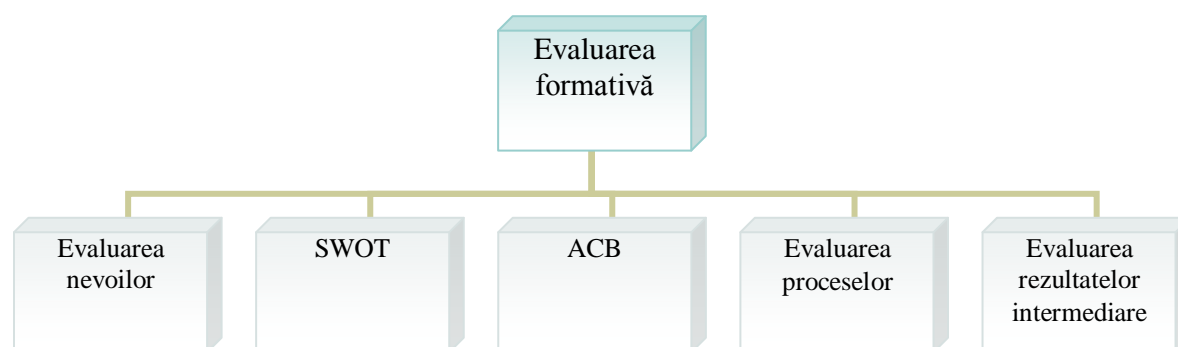 Evaluarea
formativă
Evaluarea
nevoilor
SWOT
ACB
Evaluarea
proceselor
Evaluarea
rezultatelor
intermediare